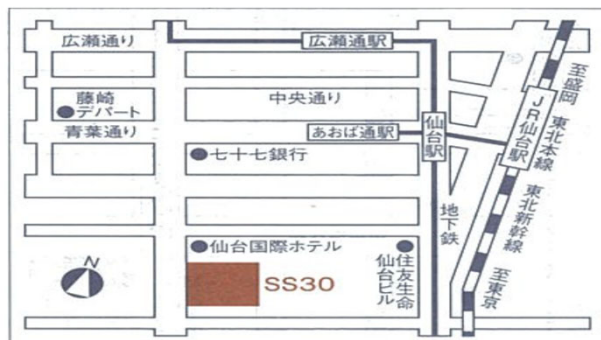 広瀬通り
広瀬通駅
至盛岡
藤崎
デパート
中央通り
JR仙台駅
東北本線
青葉通り
あおば通駅
仙台駅
七十七銀行
地下鉄
東北新幹線
仙台国際ホテル
住友生命
仙台ビル
至東京
N
SS30